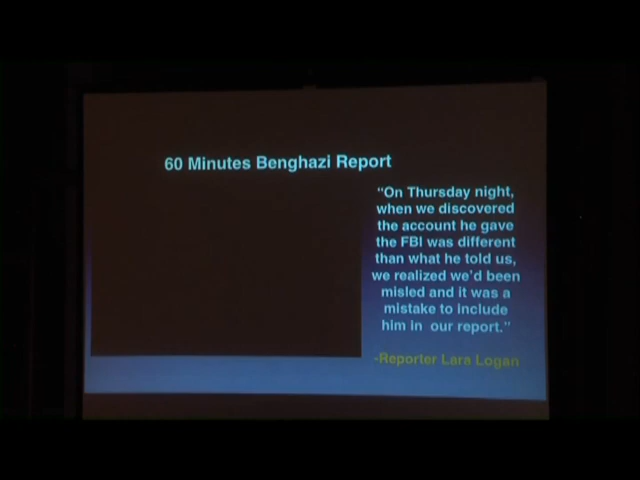 60 Minutes Benghazi Report
“On Thursday night,
when we discovered
the account he gave
the FBI was different
than what he told us,
we realized we’d been
misled and it was a
mistake to include
him in our report.”
-Reporter Lara Logan